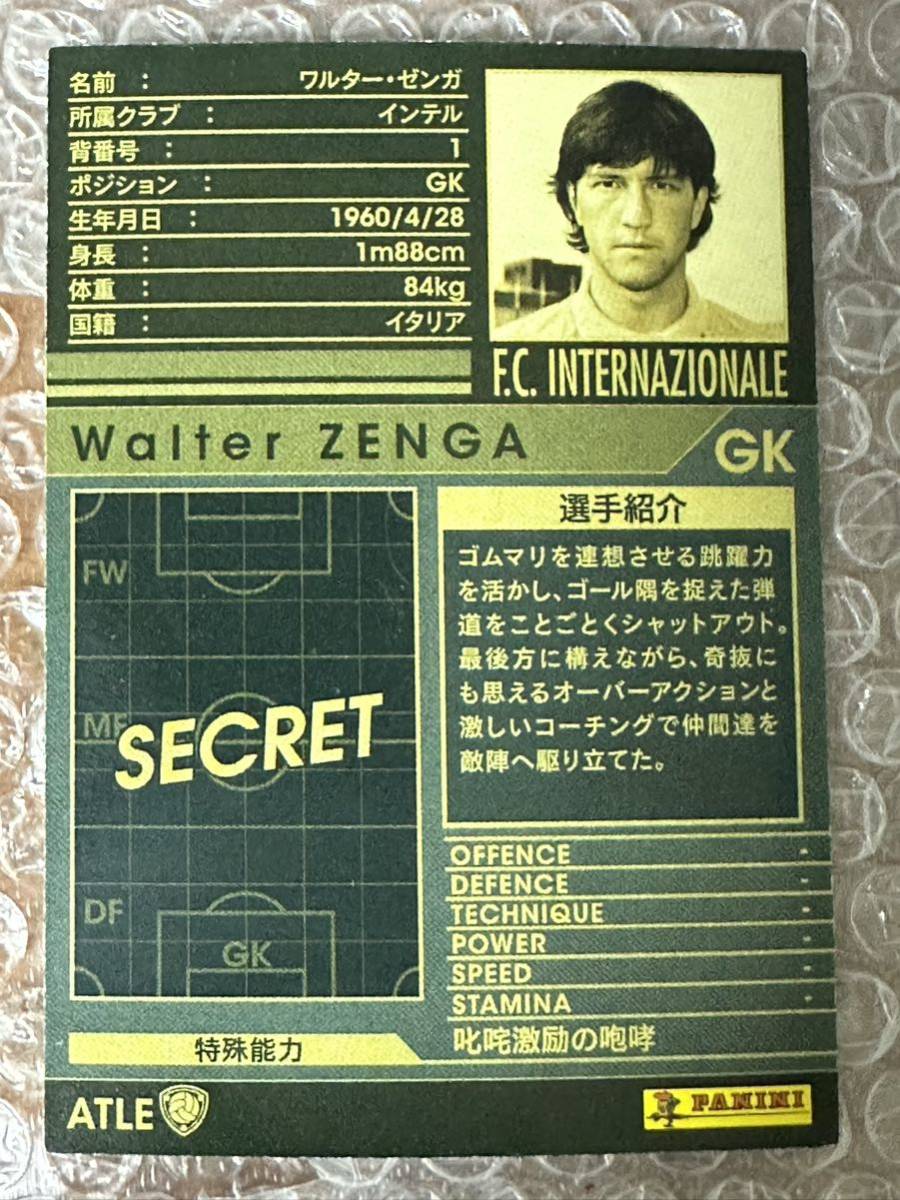 名前 : ワルター・ゼンガ
所属クラブ : インテル
背番号 : 1
ポジション : GK
生年月日 : 1960/4/28
身長 : 1m88cm
体重 : 84kg
国籍 : イタリア
F.C. INTERNAZIONALE
Walter ZENGA
GK
FW
MF
SECRET
DF
GK
選手紹介
ゴムマリを連想させる跳躍力
を活かし、ゴール隅を捉えた弾
道をことごとくシャットアウト。
最後方に構えながら、奇抜に
も思えるオーバーアクションと
激しいコーチングで仲間達を
敵陣へ駆り立てた。
OFFENCE -
DEFENCE -
TECHNIQUE -
POWER -
SPEED -
STAMINA -
特殊能力 叱咤激励の咆哮
ATLE
PANINI